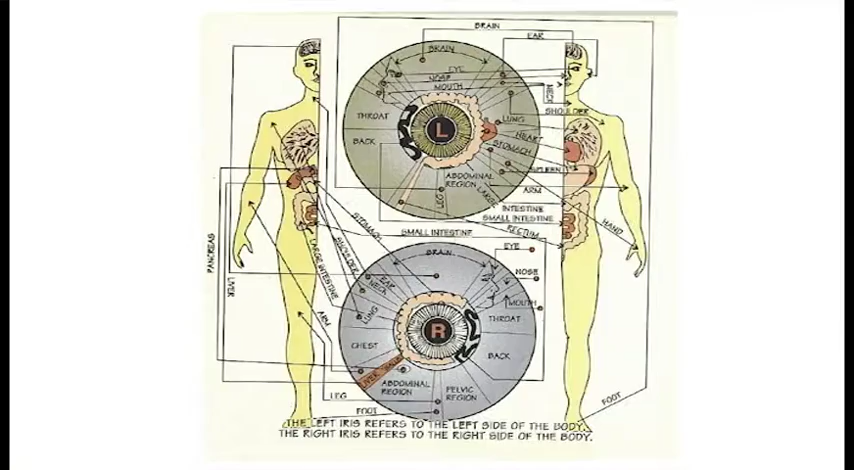 BRAIN
EAR
BRAIN
EYE
NOSE
MOUTH
NECK
SHOULDER
THROAT
LUNG
L
HEART
BACK
STOMACH
SPLEEN
ABDOMINAL
REGION
ARM
LEG
LARGE
INTESTINE
SMALL INTESTINE
RECTUM
HAND
STOMACH
SMALL INTESTINE
PANCREAS
LIVER
LARGE INTESTINE
SHOULDER
EYE
BRAIN
NOSE
EAR
NECK
MOUTH
LUNG
THROAT
ARM
R
CHEST
BACK
LIVER
ABDOMINAL
REGION
PELVIC
REGION
LEG
FOOT
FOOT
THE LEFT IRIS REFERS TO THE LEFT SIDE OF THE BODY.
THE RIGHT IRIS REFERS TO THE RIGHT SIDE OF THE BODY.